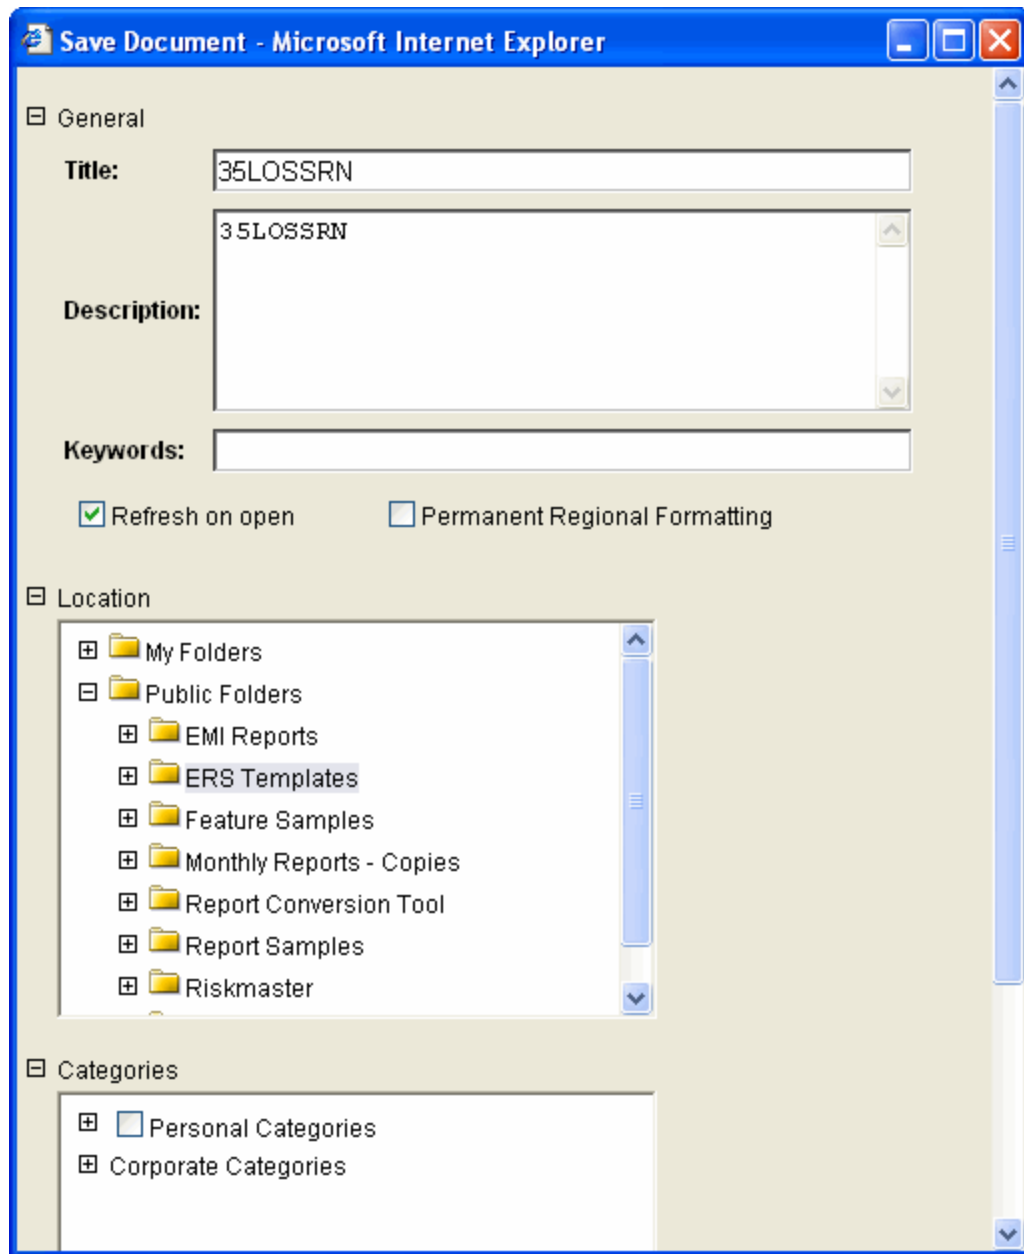 Save Document - Microsoft Internet Explorer
General
Title: 35LOSSRN
35LOSSRN
Description:
Keywords:
Refresh on open Permanent Regional Formatting
Location
My Folders
Public Folders
EMI Reports
ERS Templates
Feature Samples
Monthly Reports - Copies
Report Conversion Tool
Report Samples
Riskmaster
Categories
Personal Categories
Corporate Categories